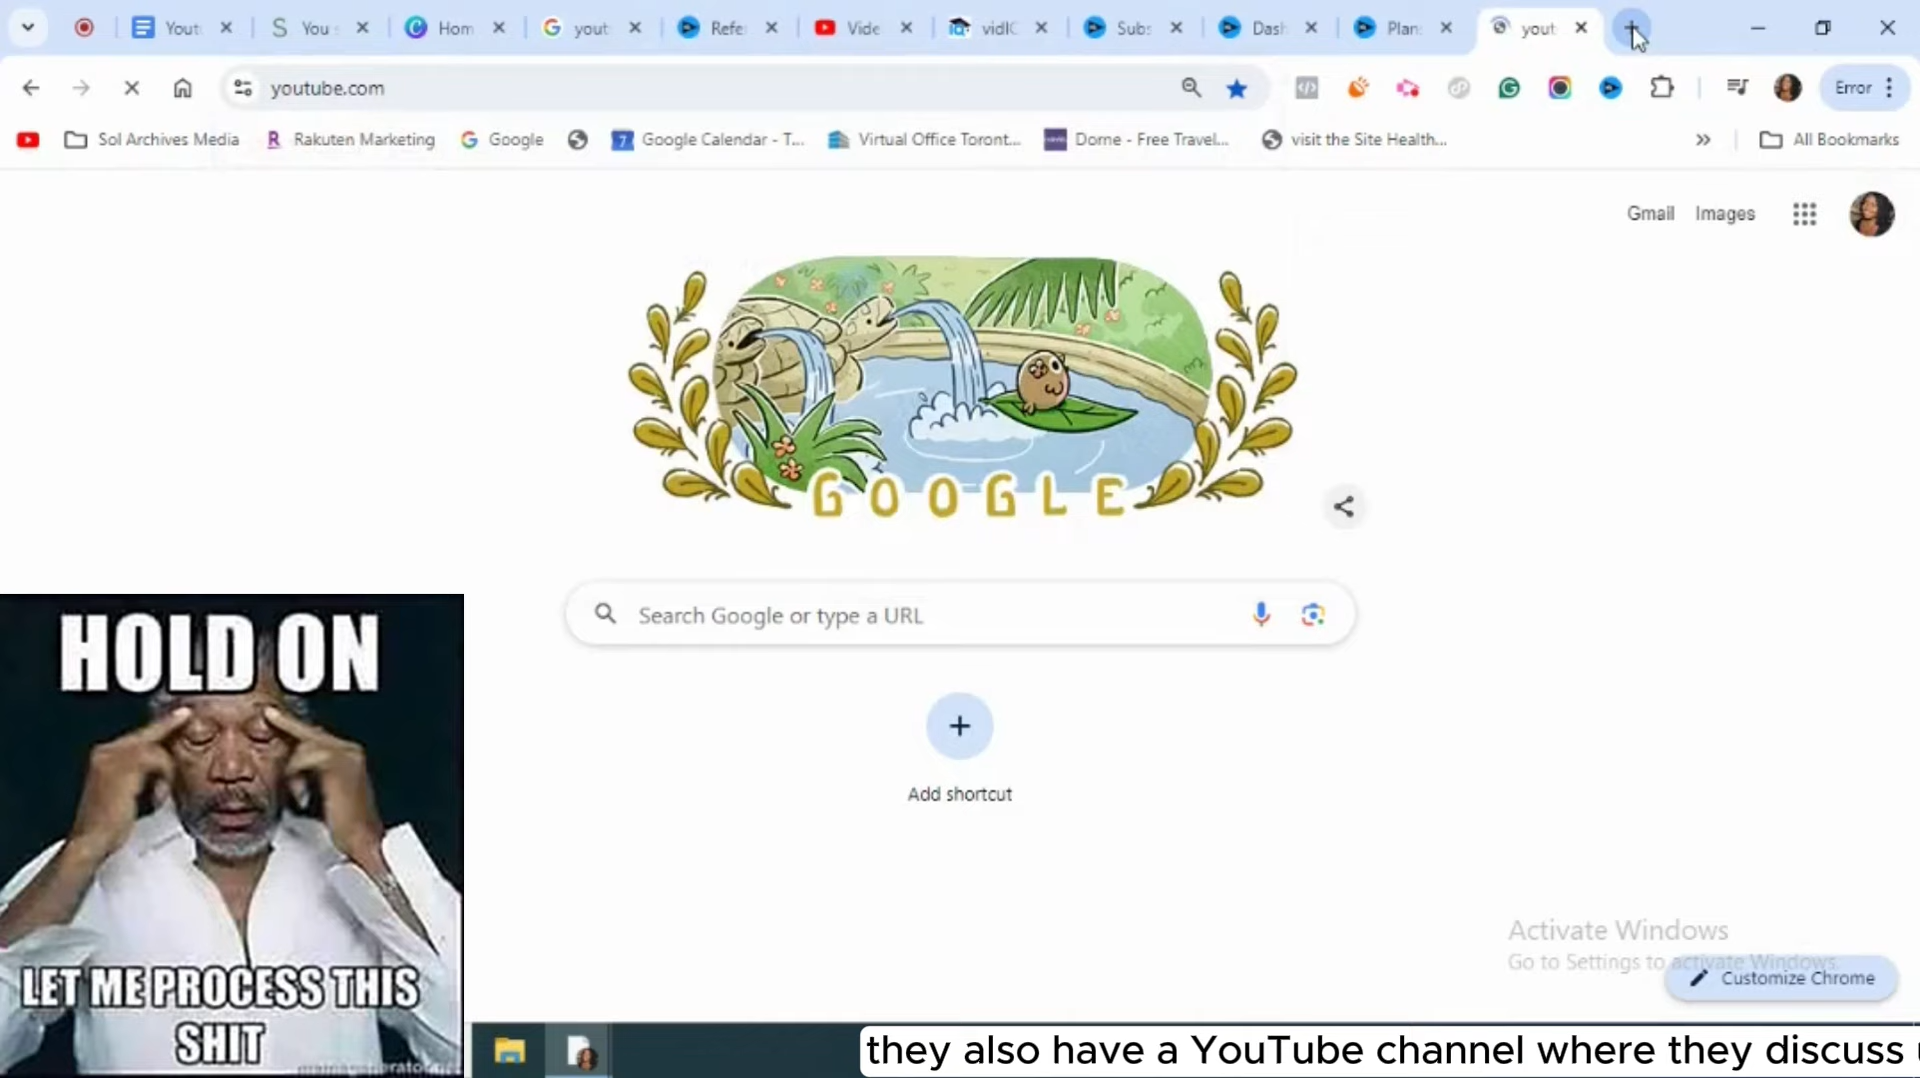 Yout
You
Hom
yout
Refe
Vide
vidIC
Subs
Dash
Plan
yout
youtube.com
Error
Sol Archives Media
Rakuten Marketing
Google
Google Calendar - T...
Virtual Office Toront...
Dorne - Free Travel...
visit the Site Health...
All Bookmarks
Gmail
Images
GOOGLE
Search Google or type a URL
Add shortcut
HOLD ON
LET ME PROCESS THIS
SHIT
Activate Windows
Go to Settings to activate Windows.
Customize Chrome
they also have a YouTube channel where they discuss